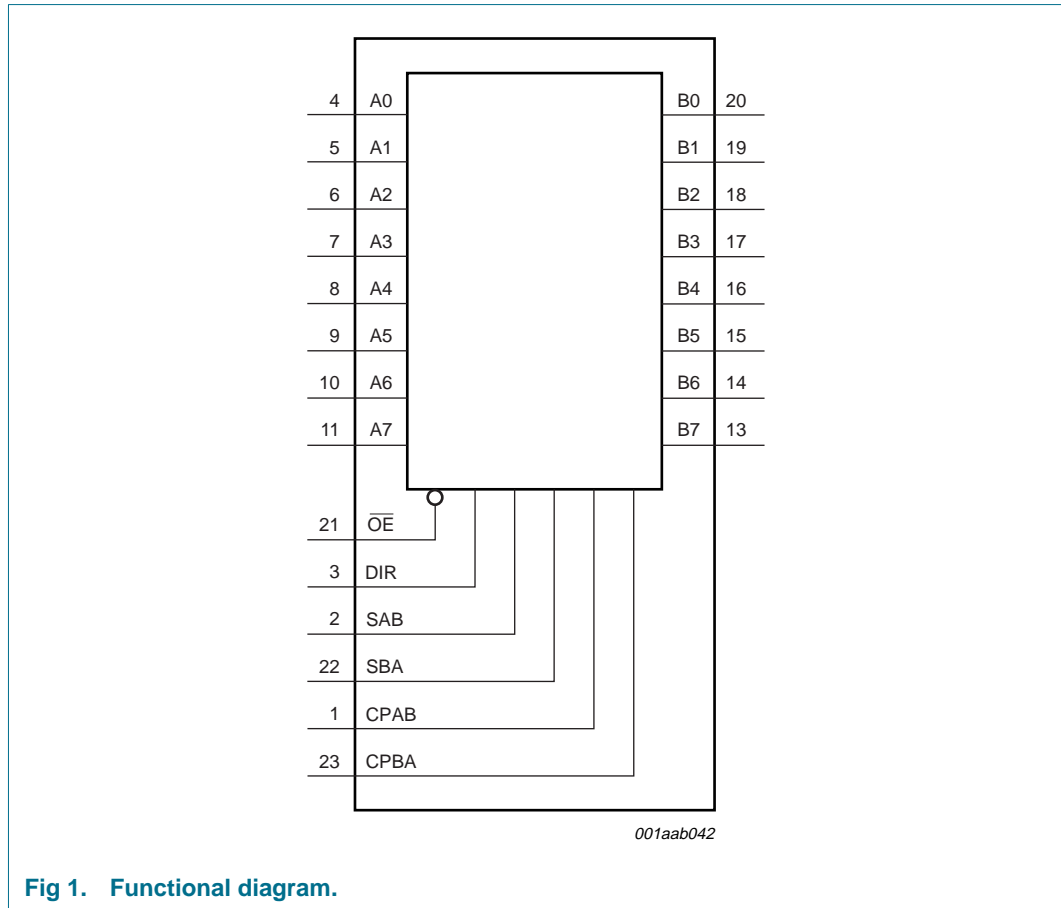 4 A0 B0 20
5 A1 B1 19
6 A2 B2 18
7 A3 B3 17
8 A4 B4 16
9 A5 B5 15
10 A6 B6 14
11 A7 B7 13
21 O̅E̅
3 DIR
2 SAB
22 SBA
1 CPAB
23 CPBA
001aab042
Fig 1. Functional diagram.